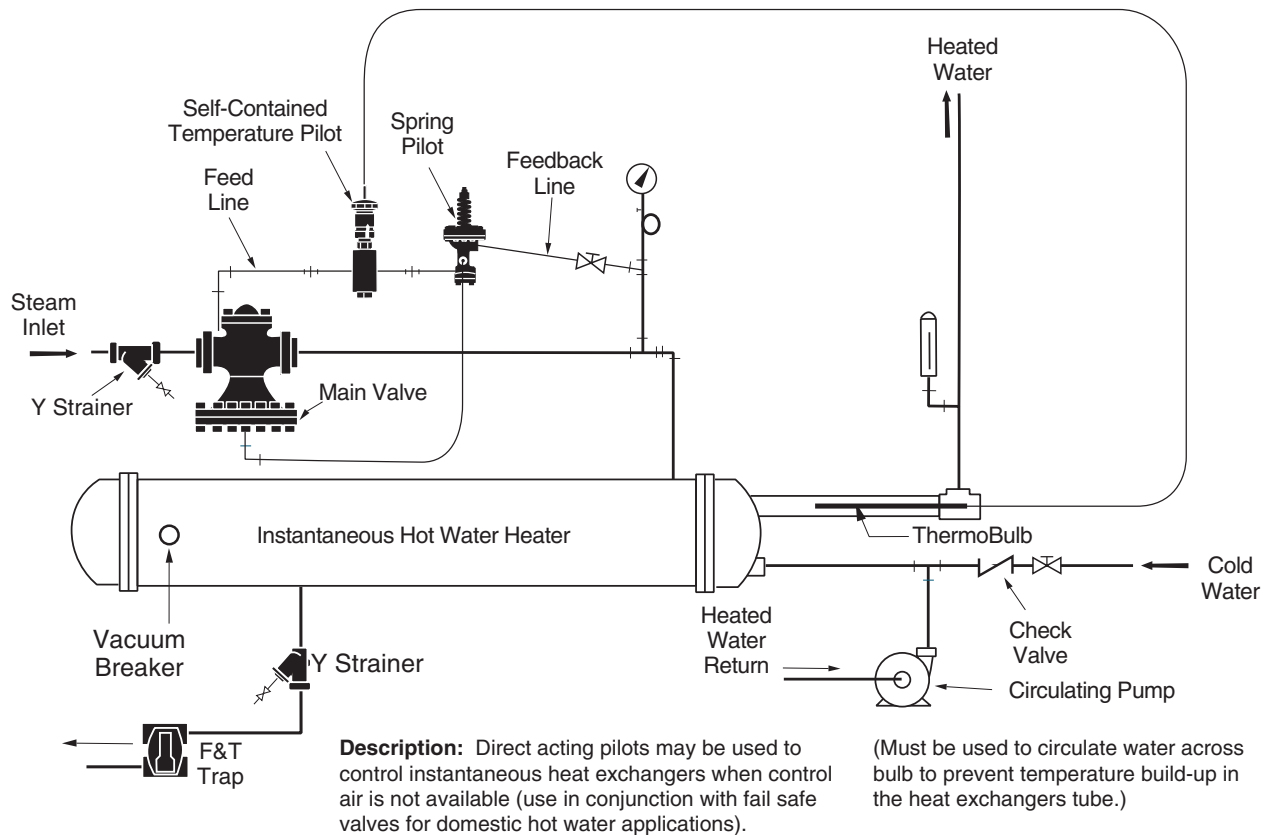 Heated
Water
Self-Contained
Temperature Pilot
Spring
Pilot
Feedback
Line
Feed
Line
Steam
Inlet
Y Strainer
Main Valve
Instantaneous Hot Water Heater
ThermoBulb
Cold
Water
Vacuum
Breaker
Y Strainer
Heated
Water
Return
Check
Valve
Circulating Pump
F&T
Trap
Description: Direct acting pilots may be used to
control instantaneous heat exchangers when control
air is not available (use in conjunction with fail safe
valves for domestic hot water applications).
(Must be used to circulate water across
bulb to prevent temperature build-up in
the heat exchangers tube.)